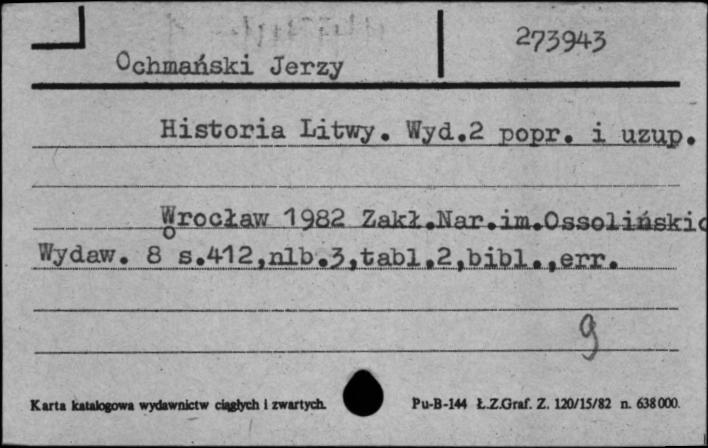 273943
Ochmański Jerzy
Historia Litwy. Wyd.2 popr. i uzup.
Wrocław 1982 Zakł.Nar.im.Ossolińskic
Wydaw. 8° s.412,nlb.3,tabl.2,bibl.,err.
9
Karta katalogowa wydawnictw ciągłych i zwartych. Pu-B-144 Ł.Z.Graf. Z. 120/15/82 n. 638000.